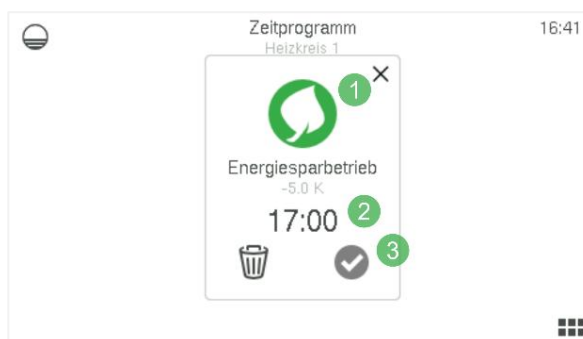 Zeitprogramm
16:41
Heizkreis 1
1
Energiesparbetrieb
-5.0 K
17:00
2
3